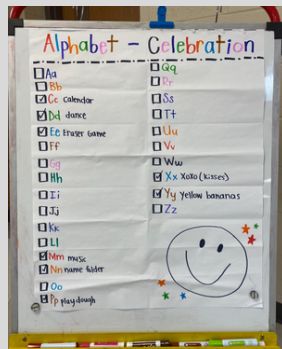 Alphabet - Celebration
Aa
Bb
Cc calendar
Dd dance
Ee Eraser Game
Ff
Gg
Hh
Ii
Jj
Kk
Ll
Mm music
Nn name folder
Oo
Pp play dough
Qq
Rr
Ss
Tt
Uu
Vv
Ww
Xx XoXo (kisses)
Yy Yellow bananas
Zz